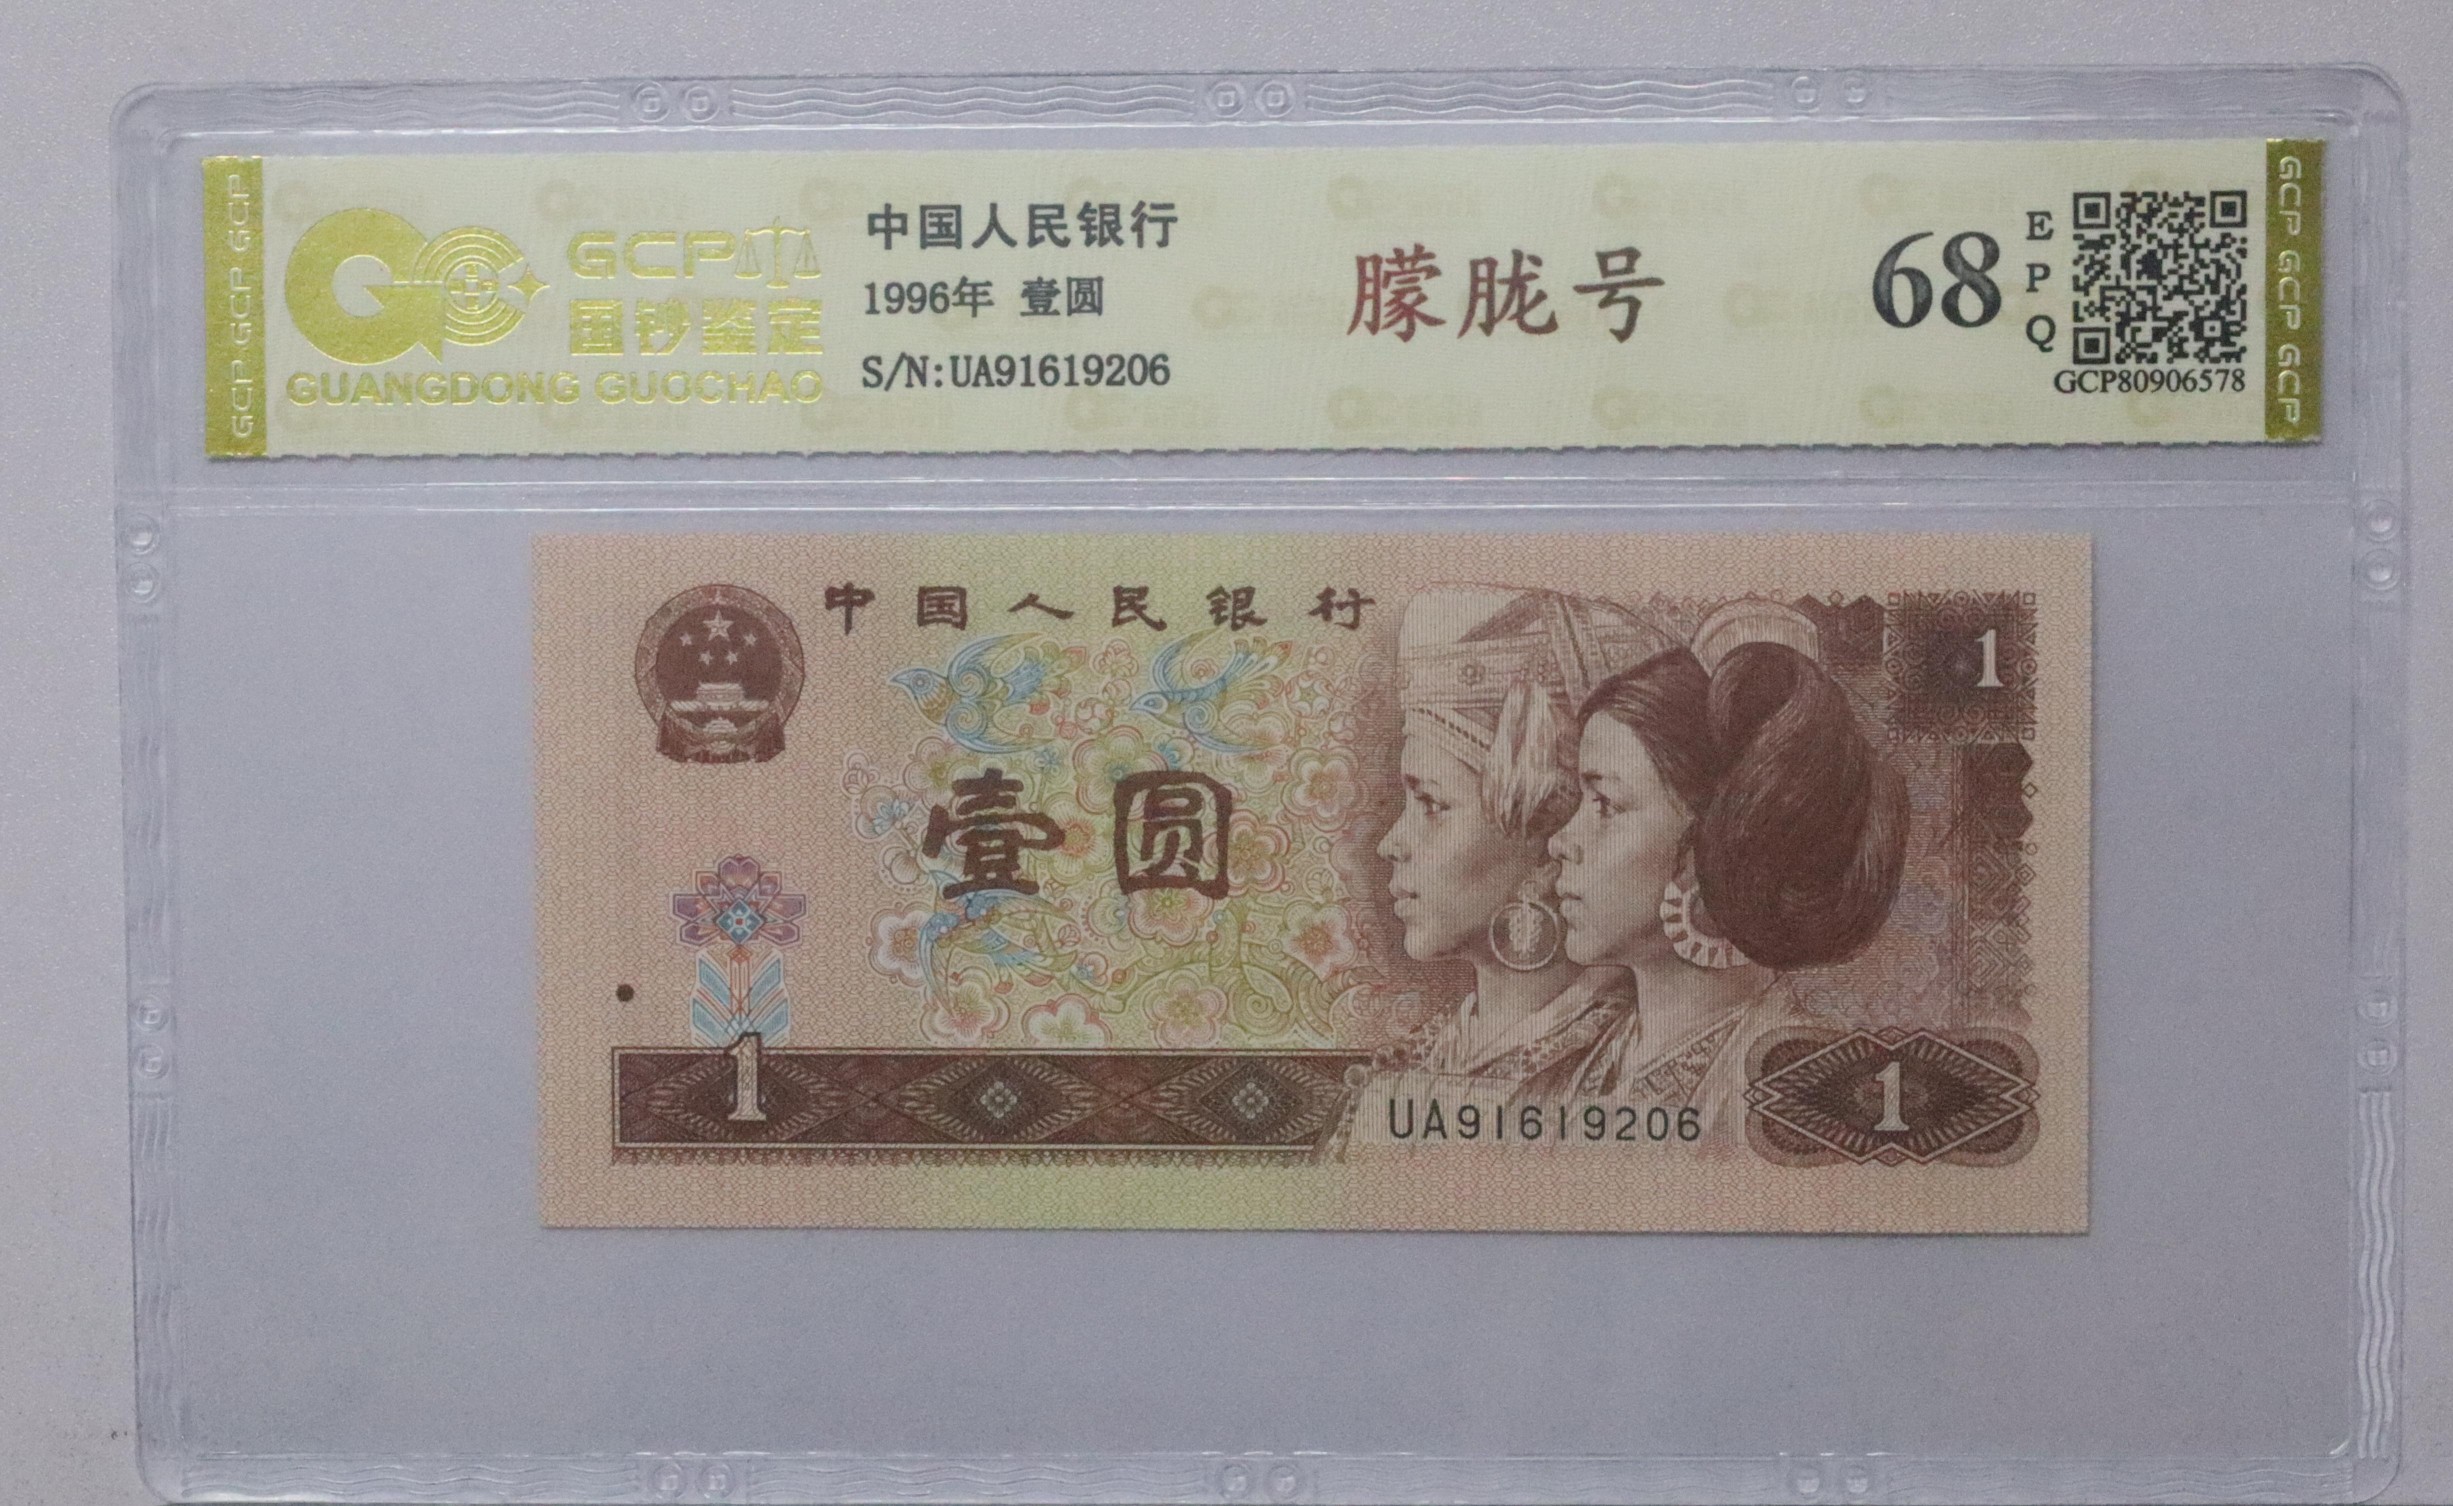 GCP GCP GCP
GCP
国钞鉴定
GUANGDONG GUOCHAO
中国人民银行
1996年 壹圆
S/N:UA91619206
朦胧号
68
E
P
Q
GCP80906578
GCP GCP GCP
中国人民银行
1
壹圆
1
UA91619206
1